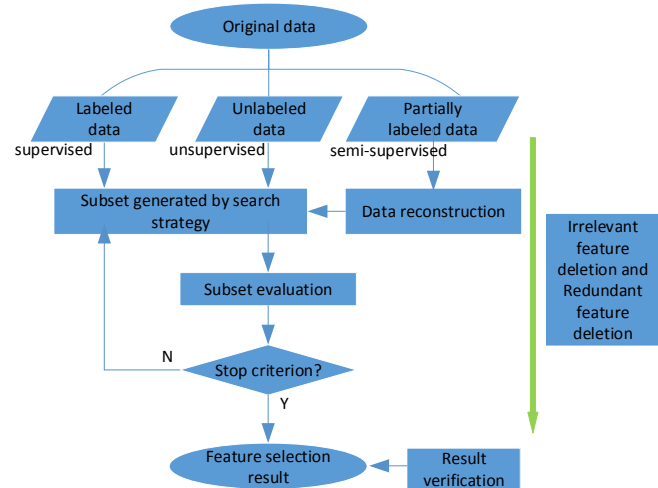 Original data
Labeled
data
Unlabeled
data
Partially
labeled data
supervised
unsupervised
semi-supervised
Subset generated by search
strategy
Data reconstruction
Irrelevant
feature
deletion and
Redundant
feature
deletion
Subset evaluation
N
Stop criterion?
Y
Feature selection
result
Result
verification